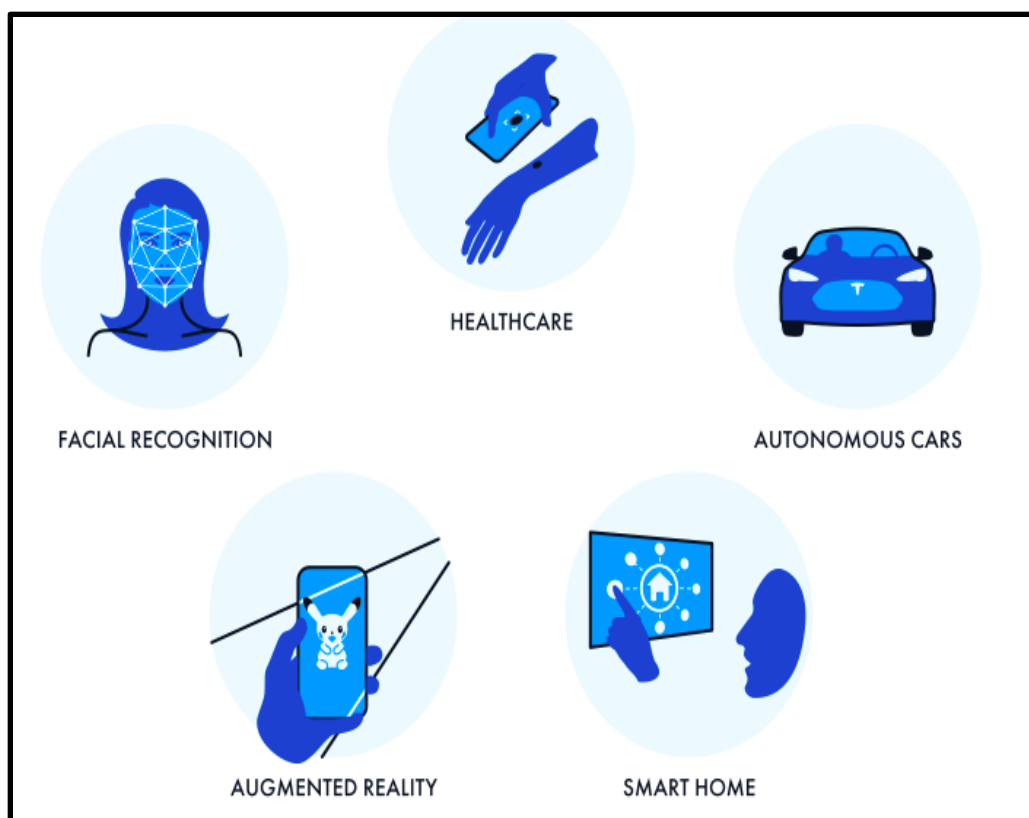 HEALTHCARE
FACIAL RECOGNITION
AUTONOMOUS CARS
AUGMENTED REALITY
SMART HOME